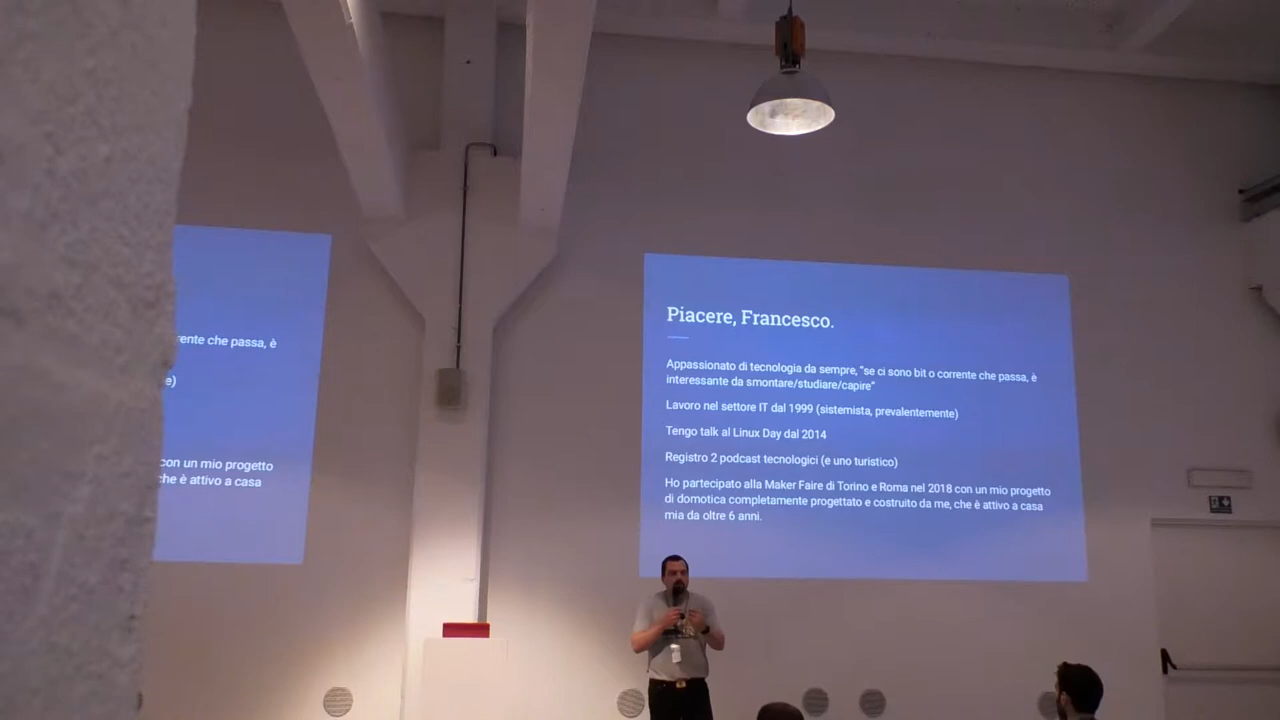 rente che passa, è
e)
con un mio progetto
che è attivo a casa
Piacere, Francesco.
Appassionato di tecnologia da sempre, "se ci sono bit o corrente che passa, è
interessante da smontare/studiare/capire"
Lavoro nel settore IT dal 1999 (sistemista, prevalentemente)
Tengo talk al Linux Day dal 2014
Registro 2 podcast tecnologici (e uno turistico)
Ho partecipato alla Maker Faire di Torino e Roma nel 2018 con un mio progetto
di domotica completamente progettato e costruito da me, che è attivo a casa
mia da oltre 6 anni.